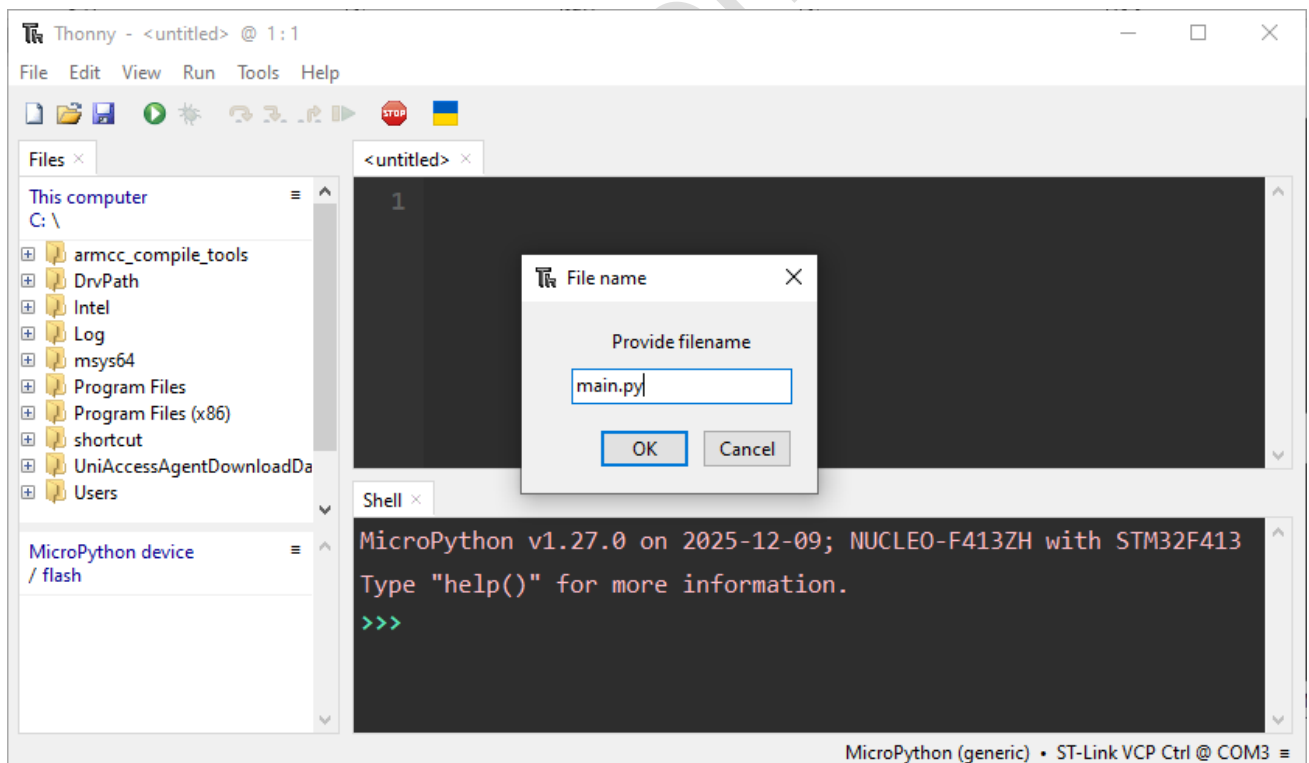 Thonny - <untitled> @ 1:1
File Edit View Run Tools Help
STOP
Files
<untitled>
This computer
C: \
armcc_compile_tools
DrvPath
Intel
Log
msys64
Program Files
Program Files (x86)
shortcut
UniAccessAgentDownloadDa
Users
MicroPython device
/ flash
1
File name
Provide filename
main.py
OK Cancel
Shell
MicroPython v1.27.0 on 2025-12-09; NUCLEO-F413ZH with STM32F413
Type "help()" for more information.
>>>
MicroPython (generic) • ST-Link VCP Ctrl @ COM3 ≡